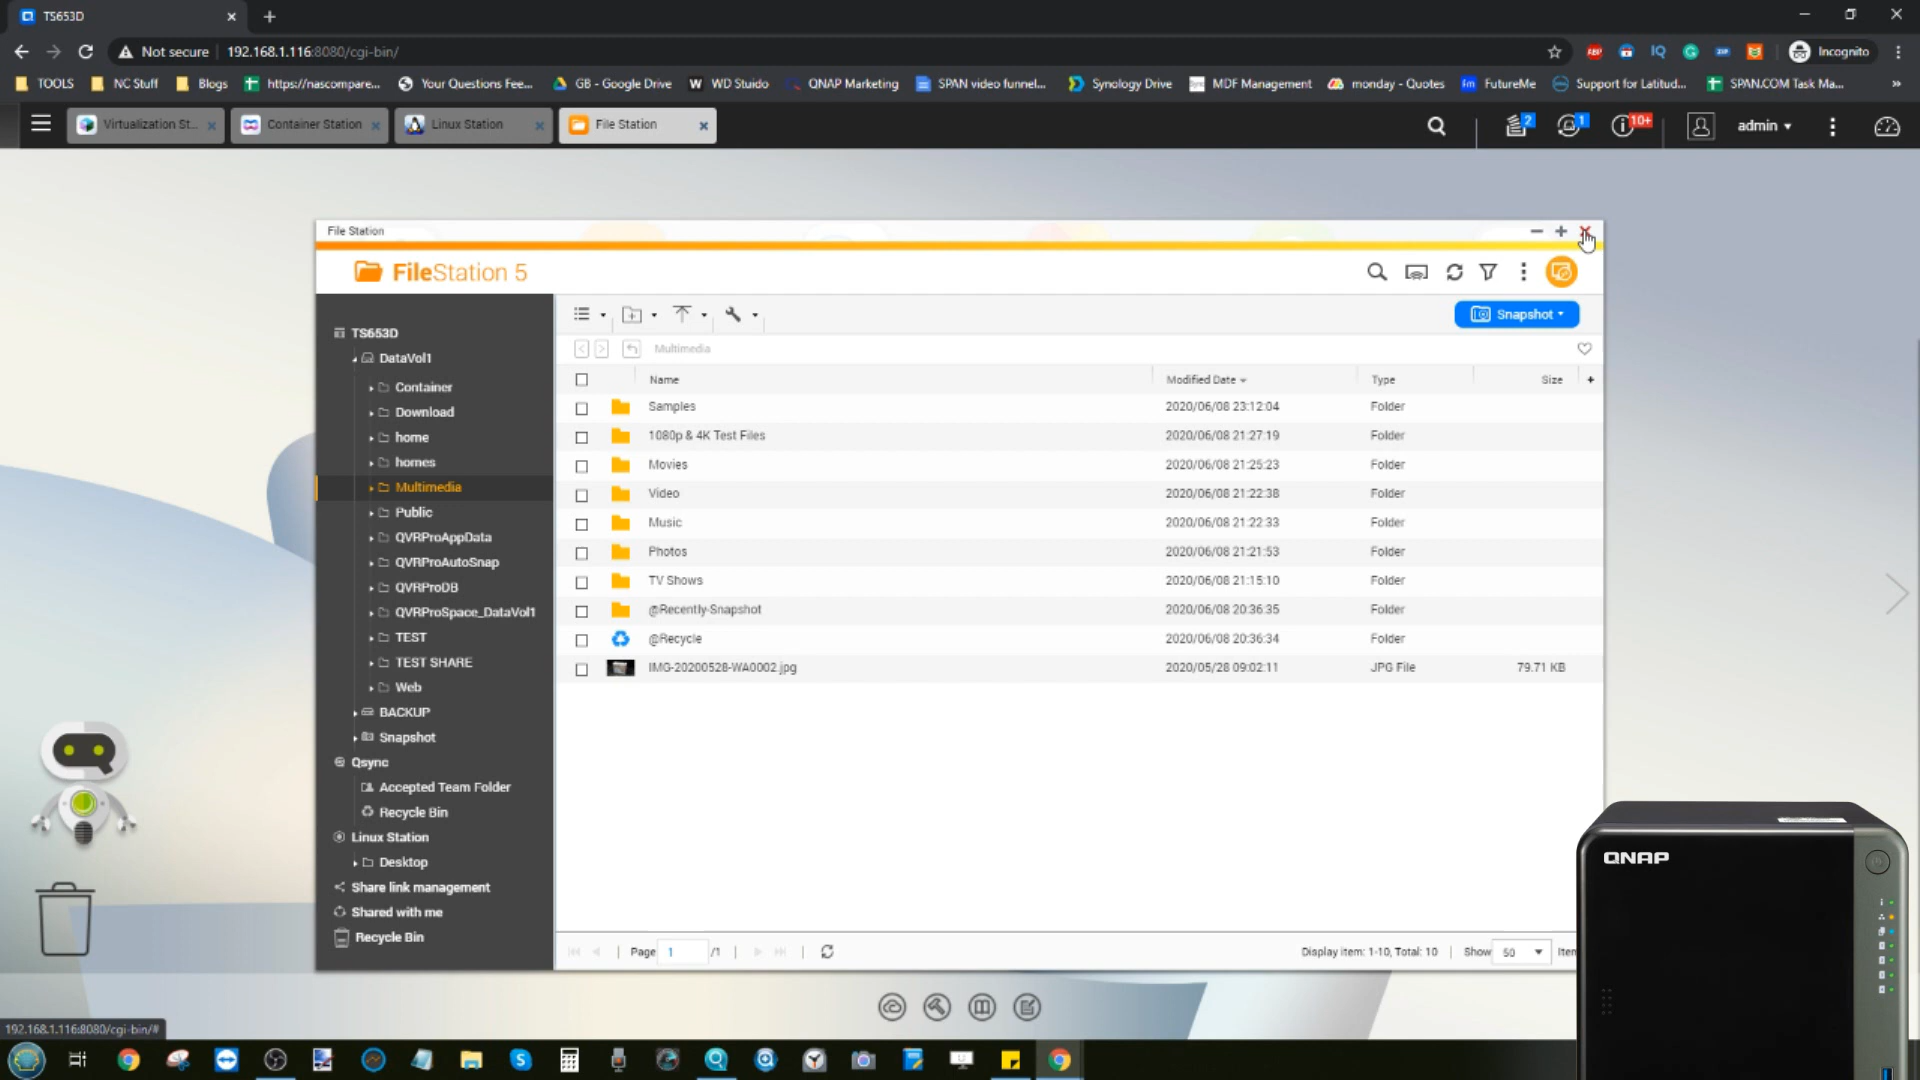 TS653D
Not secure
192.168.1.116:8080/cgi-bin/
Incognito
TOOLS
NC Stuff
Blogs
https://nascompare...
Your Questions Fee...
GB - Google Drive
WD Stuido
QNAP Marketing
SPAN video funnel...
Synology Drive
MDF Management
monday - Quotes
FutureMe
Support for Latitud...
SPAN.COM Task Ma...
Virtualization St...
Container Station
Linux Station
File Station
2
1
10+
admin
File Station
FileStation 5
Snapshot
Multimedia
Name Modified Date Type Size
Samples 2020/06/08 23:12:04 Folder
1080p & 4K Test Files 2020/06/08 21:27:19 Folder
Movies 2020/06/08 21:25:23 Folder
Video 2020/06/08 21:22:38 Folder
Music 2020/06/08 21:22:33 Folder
Photos 2020/06/08 21:21:53 Folder
TV Shows 2020/06/08 21:15:10 Folder
@Recently-Snapshot 2020/06/08 20:36:35 Folder
@Recycle 2020/06/08 20:36:34 Folder
IMG-20200528-WA0002.jpg 2020/05/28 09:02:11 JPG File 79.71 KB
TS653D
DataVol1
Container
Download
home
homes
Multimedia
Public
QVRProAppData
QVRProAutoSnap
QVRProDB
QVRProSpace_DataVol1
TEST
TEST SHARE
Web
BACKUP
Snapshot
Qsync
Accepted Team Folder
Recycle Bin
Linux Station
Desktop
Share link management
Shared with me
Recycle Bin
Page 1 /1
Display item: 1-10, Total: 10 Show 50
QNAP
192.168.1.116:8080/cgi-bin/#